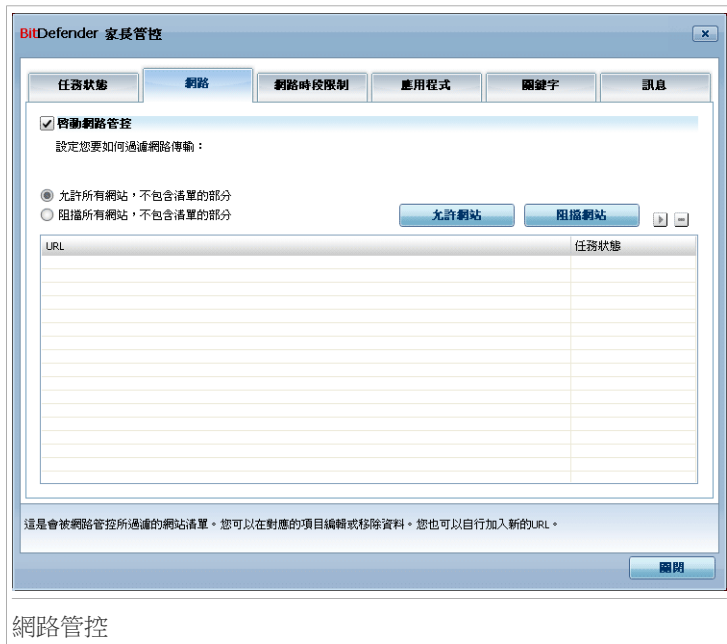 BitDefender 家長管控
任務狀態 網路 網路時段限制 應用程式 關鍵字 訊息
啓動網路管控
設定您要如何過濾網路傳輸：
允許所有網站，不包含清單的部分
阻擋所有網站，不包含清單的部分
允許網站 阻擋網站
URL 任務狀態
這是會被網路管控所過濾的網站清單。您可以在對應的項目編輯或移除資料。您也可以自行加入新的URL。
關閉
網路管控